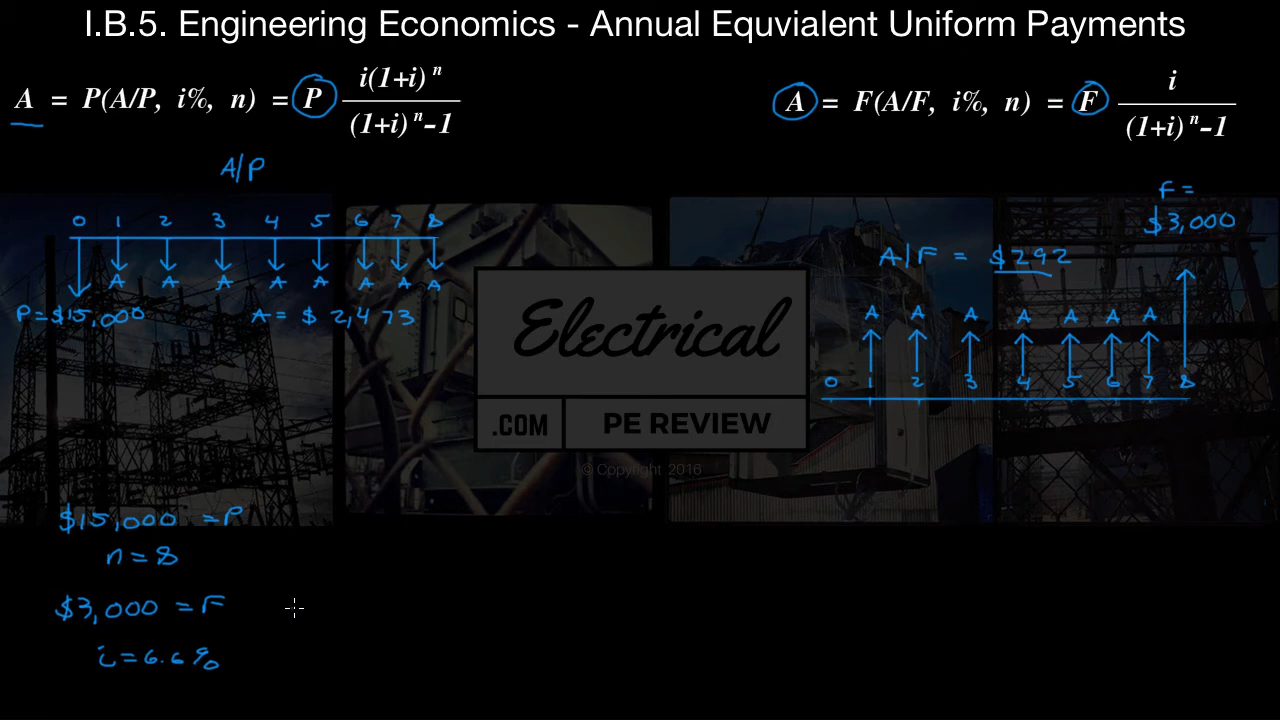 I.B.5. Engineering Economics - Annual Equvialent Uniform Payments
A = P(A/P, i%, n) = P i(1+i)^n / (1+i)^n-1
A = F(A/F, i%, n) = F i / (1+i)^n-1
A/P
0 1 2 3 4 5 6 7 8
A A A A A A A A
P=$15,000 A = $ 2,473
F =
$3,000
A/F = $292
A A A A A A A
0 1 2 3 4 5 6 7 8
Electrical
.COM PE REVIEW
© Copyright 2016
$15,000 = P
n = 8
$3,000 = F
i = 6.6%